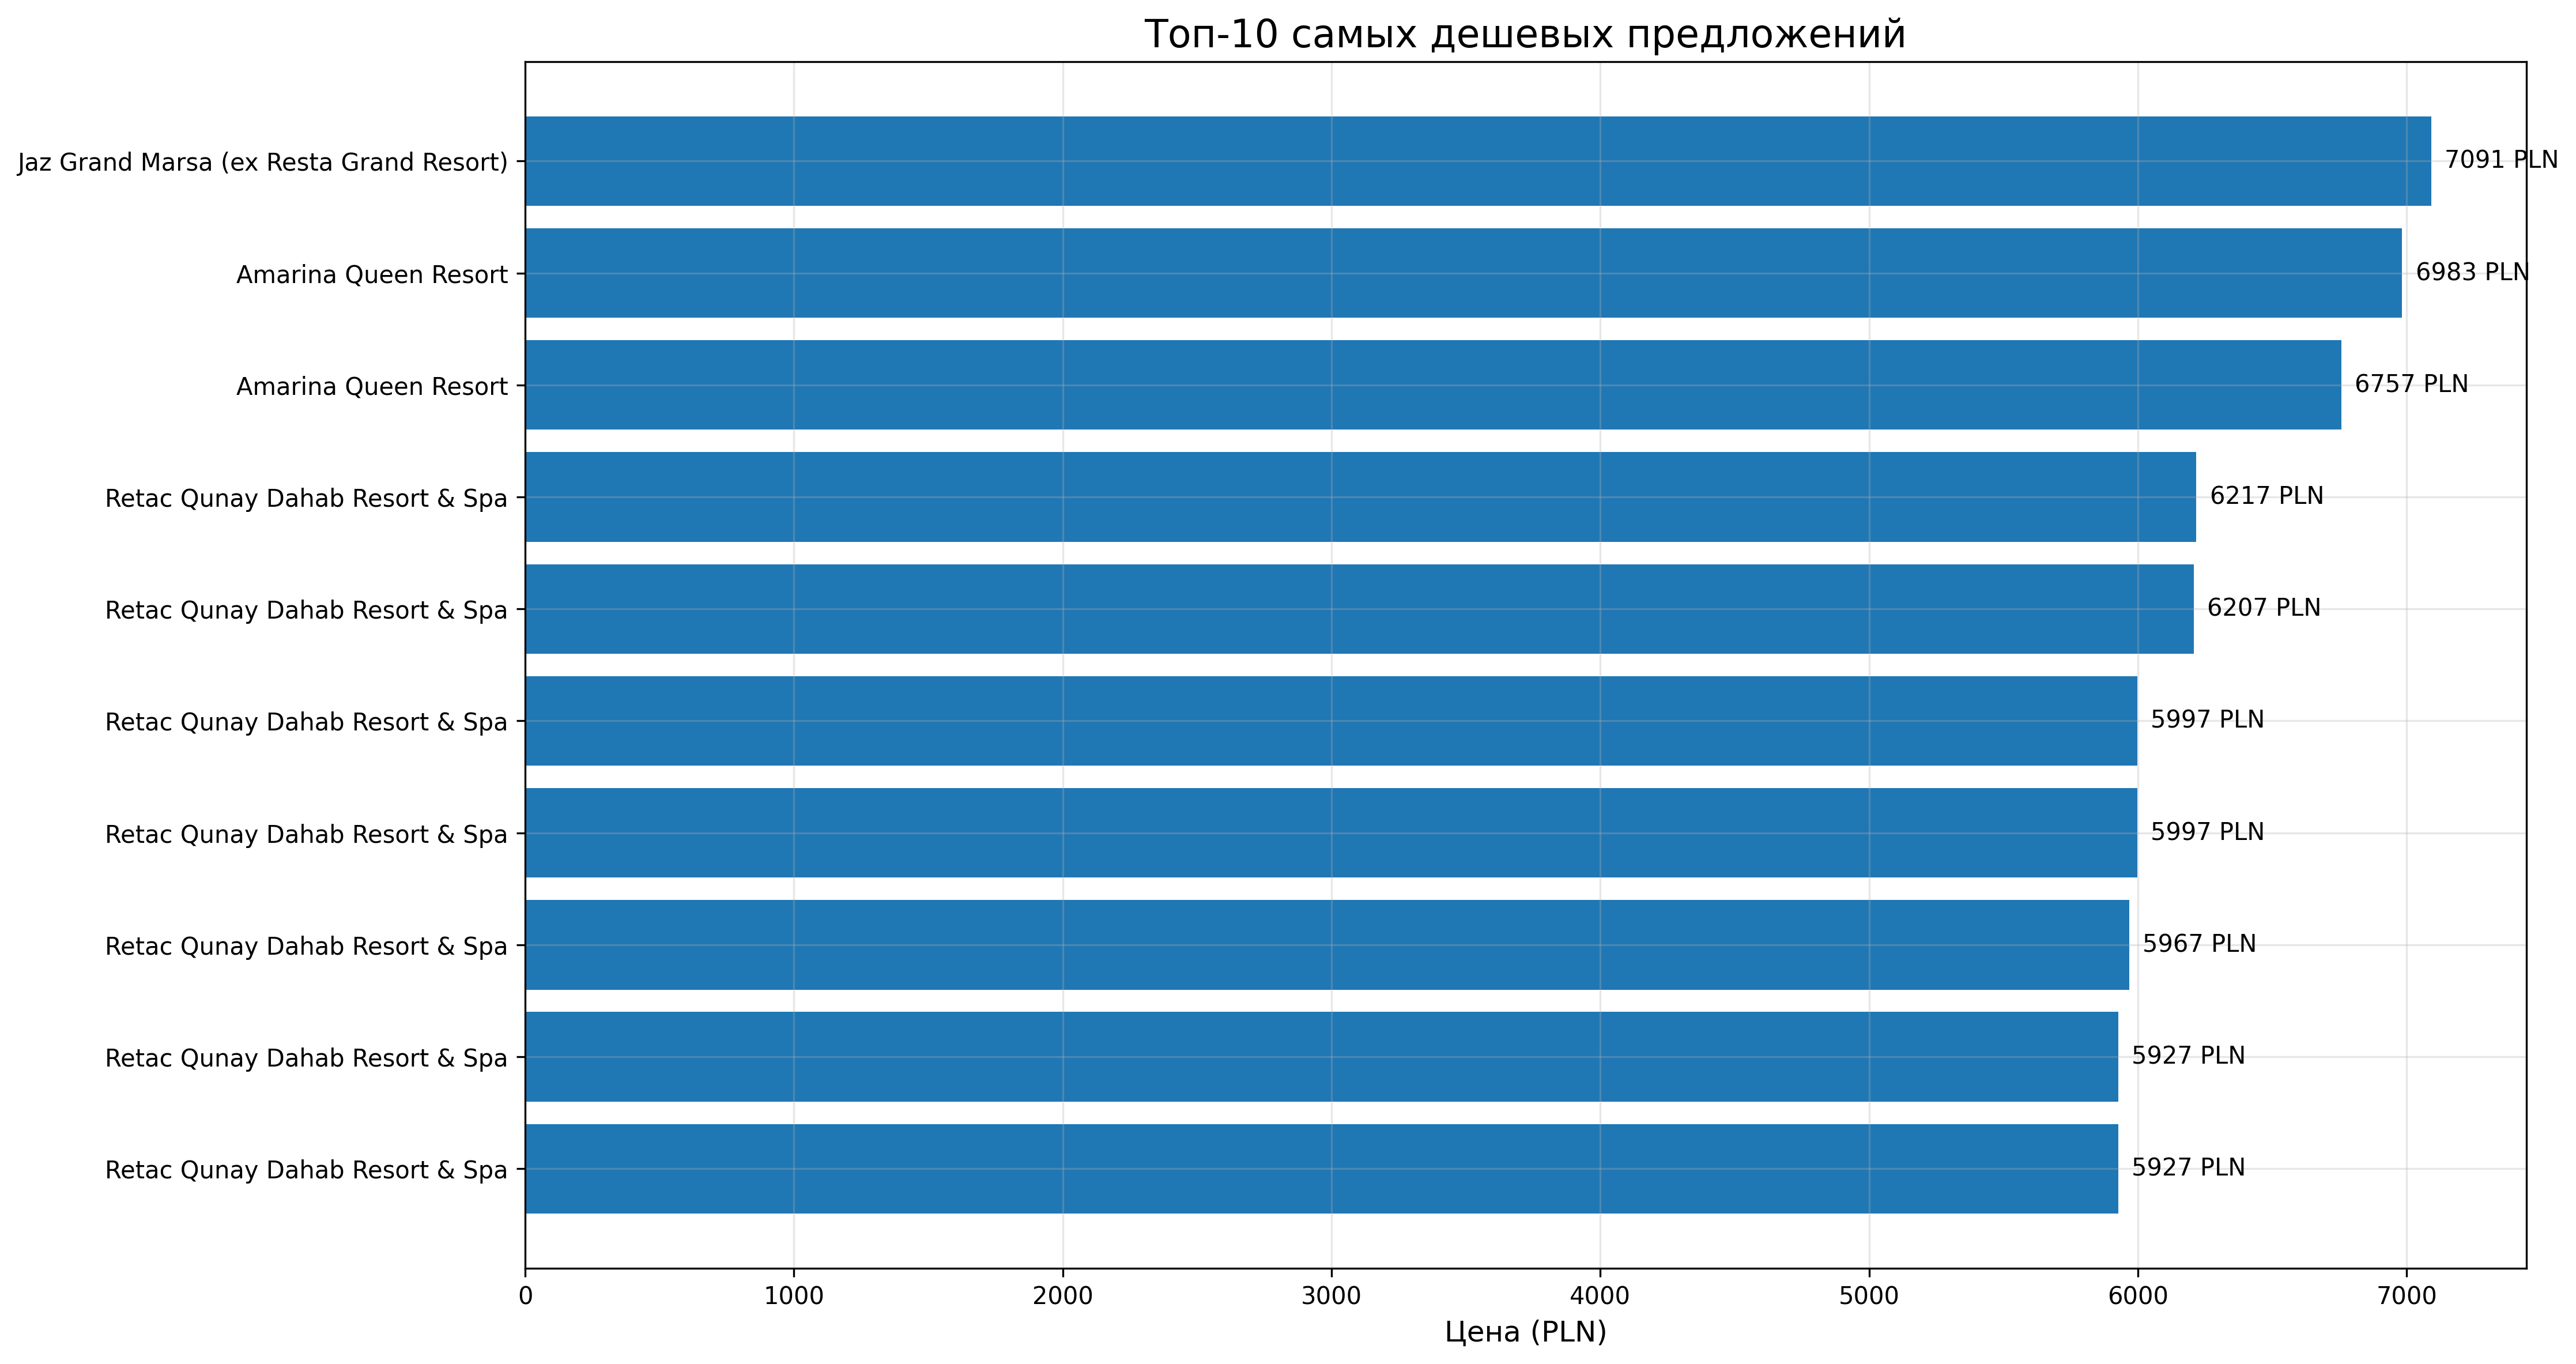 Топ-10 самых дешевых предложений
Jaz Grand Marsa (ex Resta Grand Resort)
7091 PLN
Amarina Queen Resort
6983 PLN
Amarina Queen Resort
6757 PLN
Retac Qunay Dahab Resort & Spa
6217 PLN
Retac Qunay Dahab Resort & Spa
6207 PLN
Retac Qunay Dahab Resort & Spa
5997 PLN
Retac Qunay Dahab Resort & Spa
5997 PLN
Retac Qunay Dahab Resort & Spa
5967 PLN
Retac Qunay Dahab Resort & Spa
5927 PLN
Retac Qunay Dahab Resort & Spa
5927 PLN
0 1000 2000 3000 4000 5000 6000 7000
Цена (PLN)